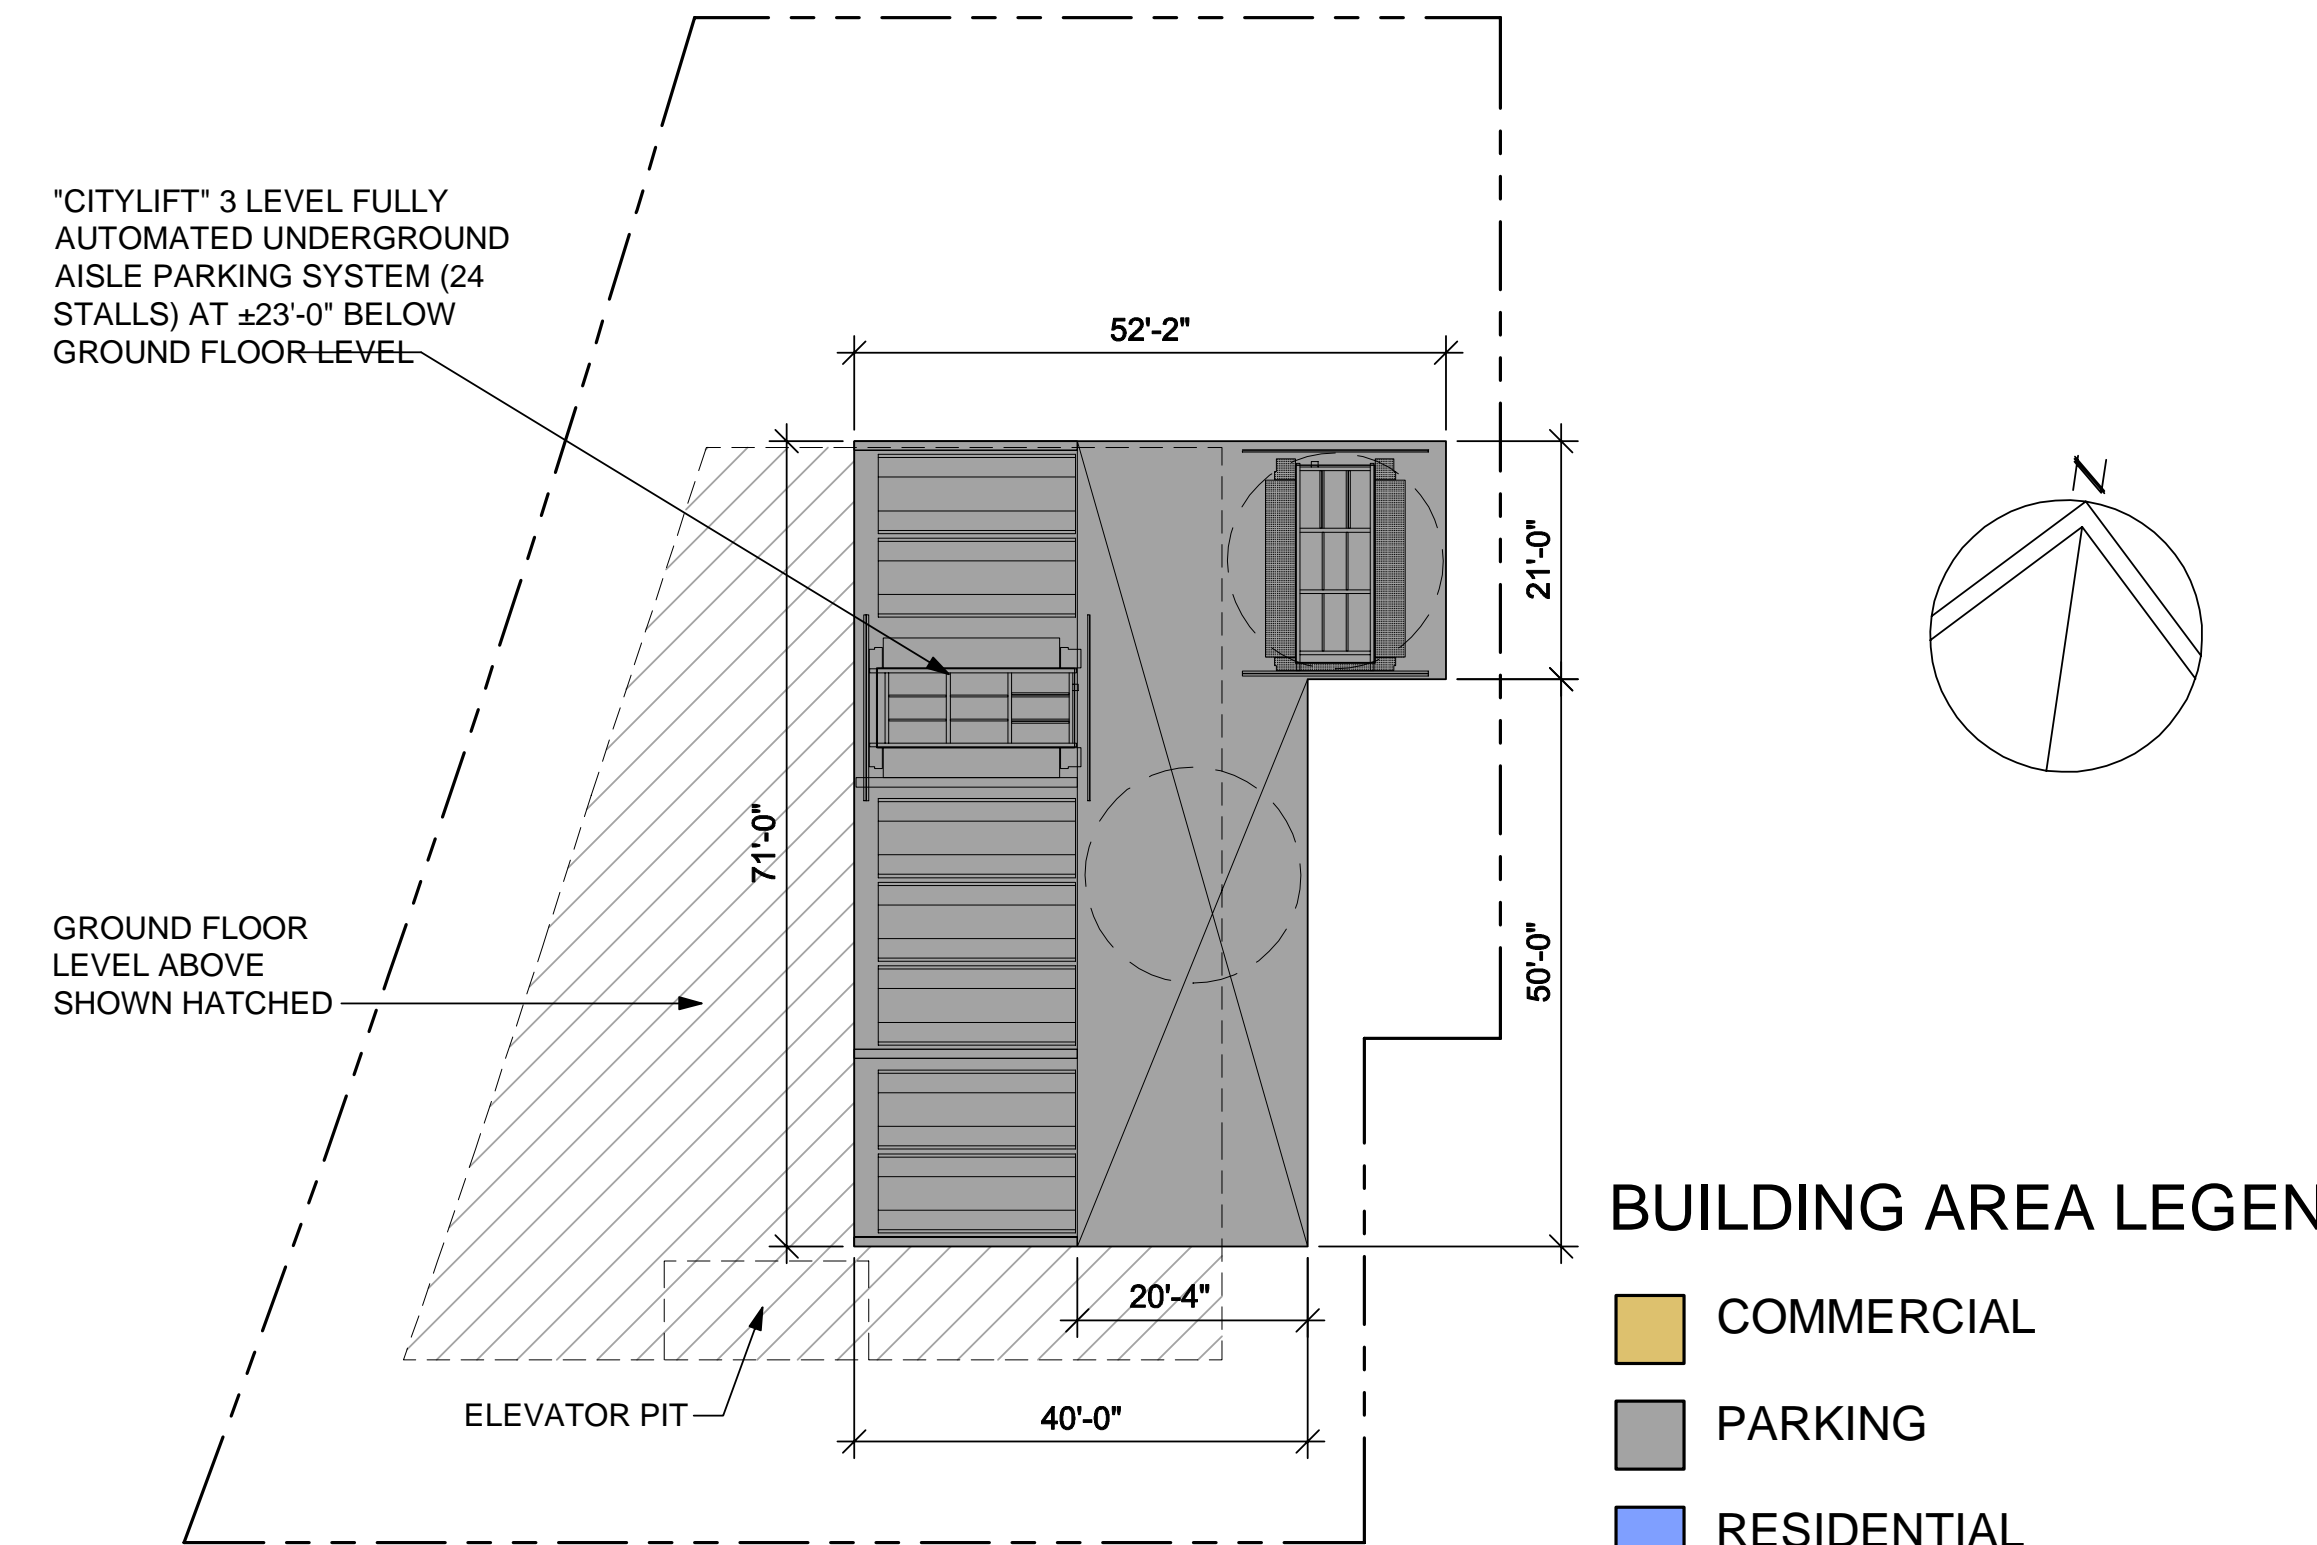 "CITYLIFT" 3 LEVEL FULLY
AUTOMATED UNDERGROUND
AISLE PARKING SYSTEM (24
STALLS) AT ±23'-0" BELOW
GROUND FLOOR LEVEL
52'-2"
N
21'-0"
71'-0"
50'-0"
GROUND FLOOR
LEVEL ABOVE
SHOWN HATCHED
20'-4"
ELEVATOR PIT
40'-0"
BUILDING AREA LEGEN
COMMERCIAL
PARKING
RESIDENTIAL